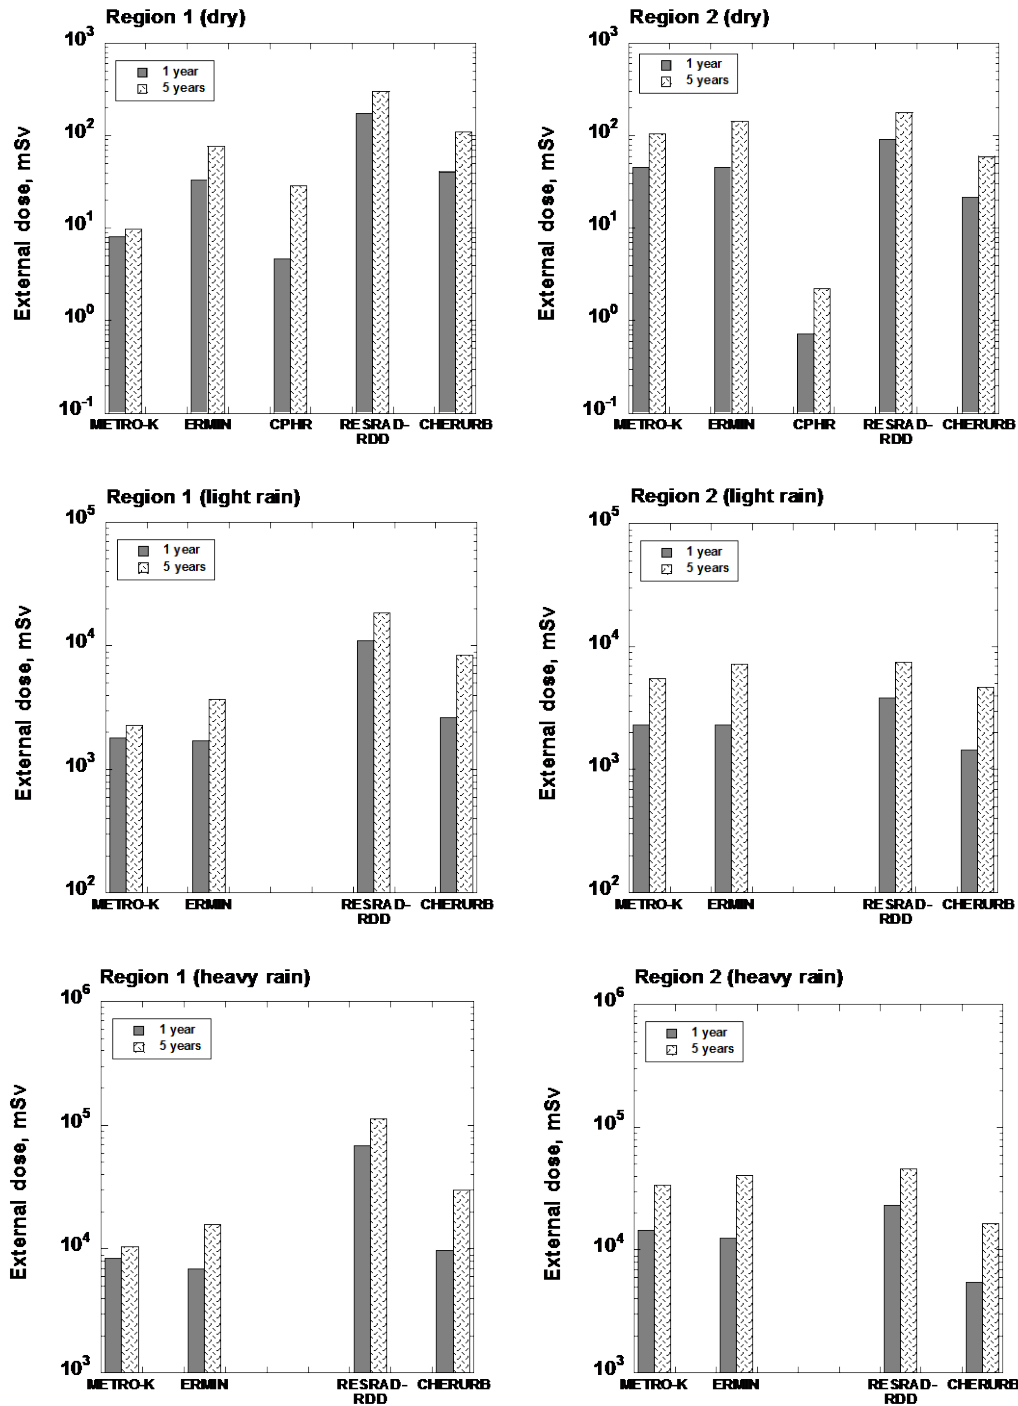 Region 1 (dry)
External dose, mSv
10³
10²
10¹
10⁰
10⁻¹
1 year
5 years
METRO-K ERMIN CPHR RESRAD- CHERURB
RDD
Region 2 (dry)
External dose, mSv
10³
10²
10¹
10⁰
10⁻¹
1 year
5 years
METRO-K ERMIN CPHR RESRAD- CHERURB
RDD
Region 1 (light rain)
External dose, mSv
10⁵
10⁴
10³
10²
1 year
5 years
METRO-K ERMIN RESRAD- CHERURB
RDD
Region 2 (light rain)
External dose, mSv
10⁵
10⁴
10³
10²
1 year
5 years
METRO-K ERMIN RESRAD- CHERURB
RDD
Region 1 (heavy rain)
External dose, mSv
10⁶
10⁵
10⁴
10³
1 year
5 years
METRO-K ERMIN RESRAD- CHERURB
RDD
Region 2 (heavy rain)
External dose, mSv
10⁶
10⁵
10⁴
10³
1 year
5 years
METRO-K ERMIN RESRAD- CHERURB
RDD